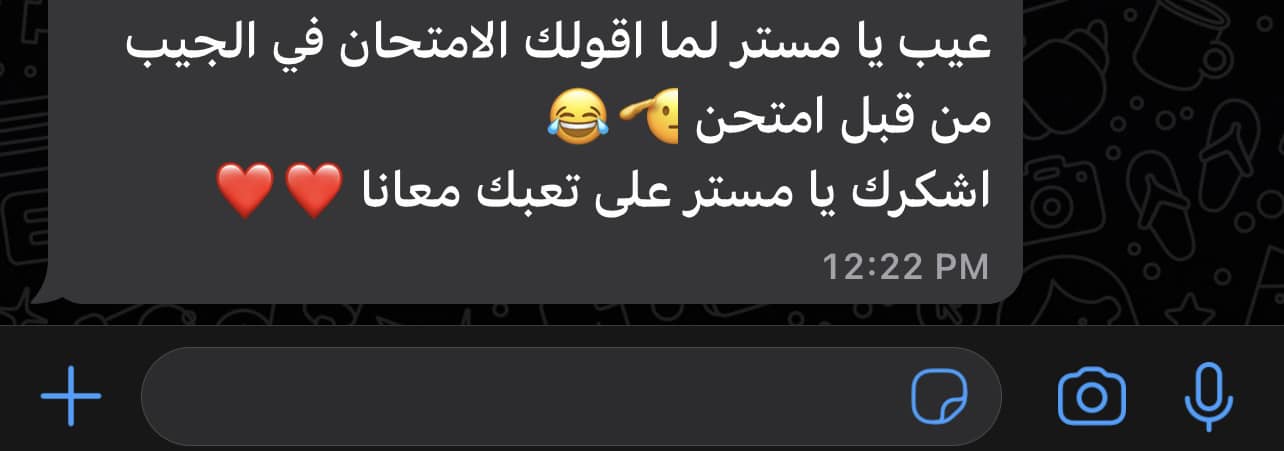 عيب يا مستر لما اقولك الامتحان في الجيب
من قبل امتحن 🫡😂
اشكرك يا مستر على تعبك معانا ❤️❤️
12:22 PM